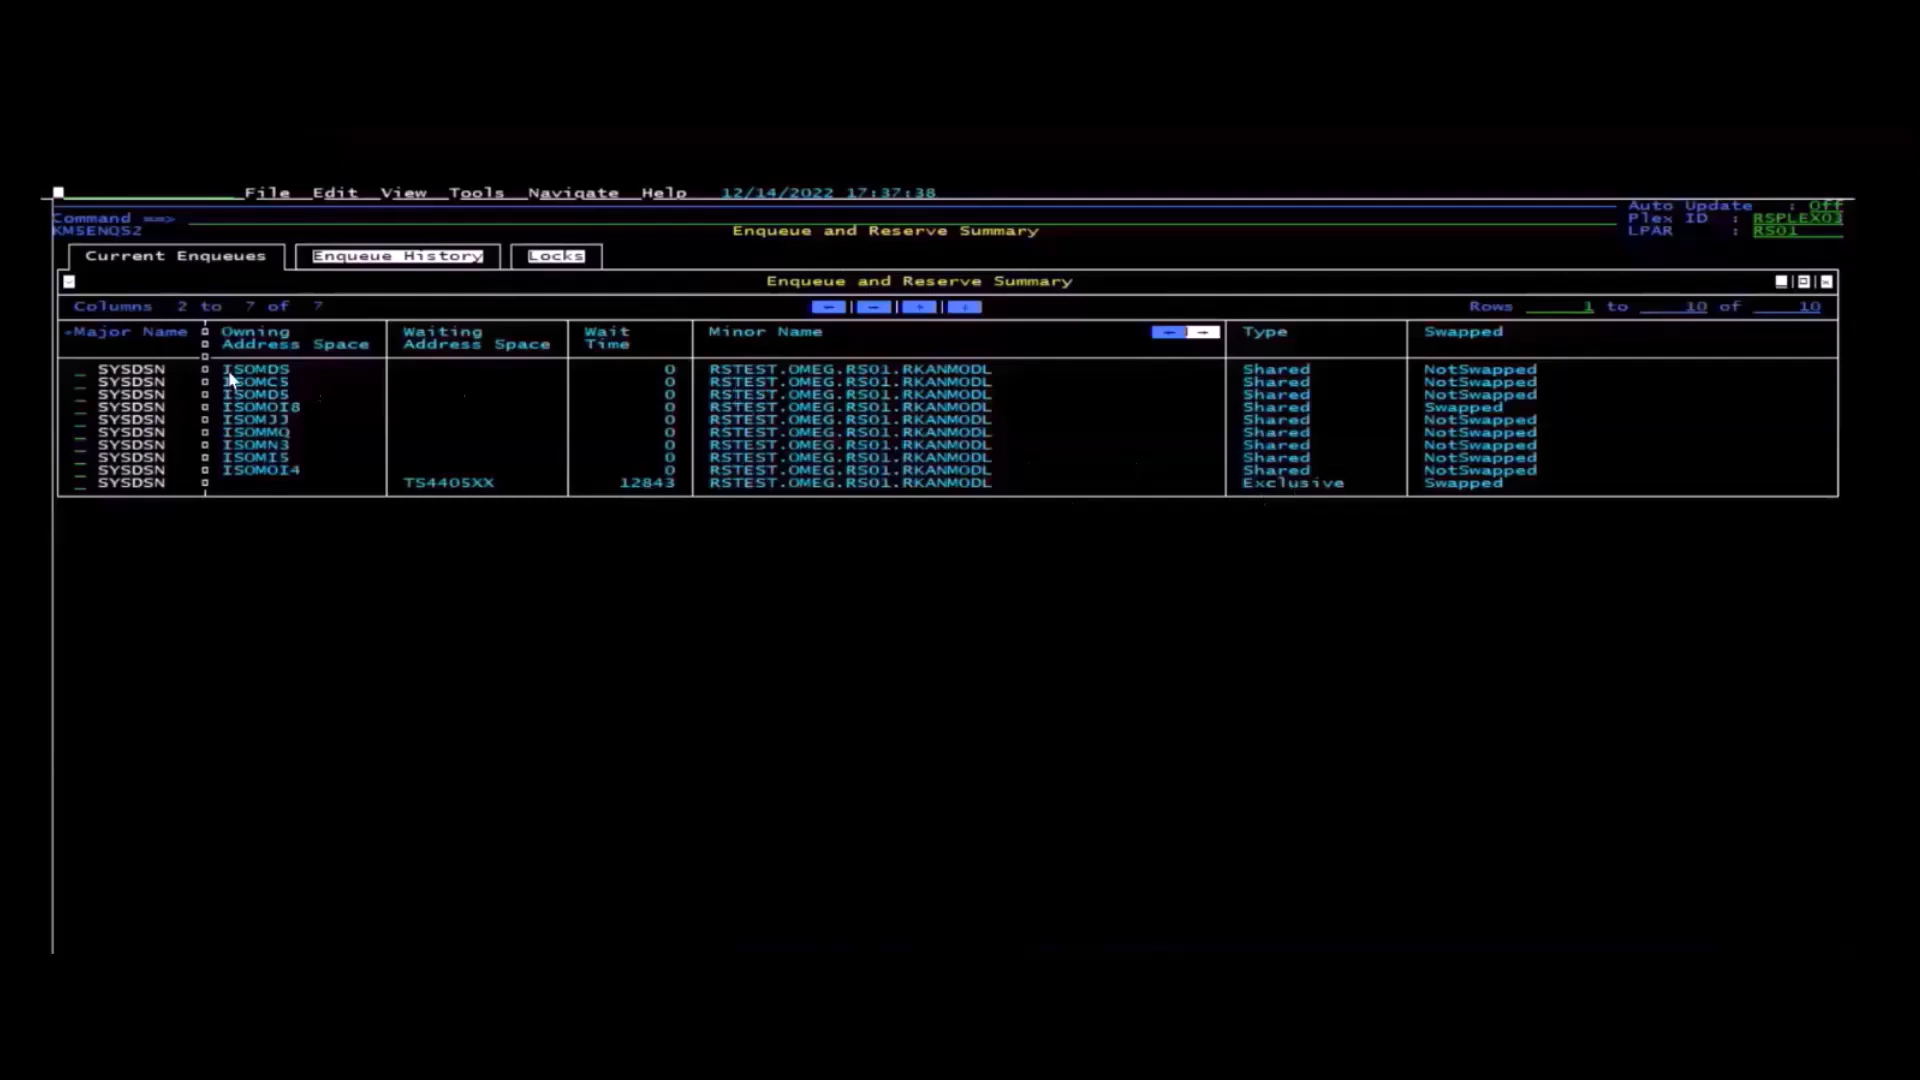 File Edit View Tools Navigate Help 12/14/2022 17:37:38
Auto Update : Off
Command ==>
Plex ID : RSPLEX03
KM5ENQS2 Enqueue and Reserve Summary LPAR : RS01
Current Enqueues Enqueue History Locks
Enqueue and Reserve Summary
Columns 2 to 7 of 7 Rows 1 to 10 of 10
Major Name Owning Address Space Waiting Address Space Wait Time Minor Name Type Swapped
SYSDSN ISOMDS 0 RSTEST.OMEG.RS01.RKANMODL Shared NotSwapped
SYSDSN ISOMC5 0 RSTEST.OMEG.RS01.RKANMODL Shared NotSwapped
SYSDSN ISOMD5 0 RSTEST.OMEG.RS01.RKANMODL Shared NotSwapped
SYSDSN ISOMOI8 0 RSTEST.OMEG.RS01.RKANMODL Shared Swapped
SYSDSN ISOMJJ 0 RSTEST.OMEG.RS01.RKANMODL Shared NotSwapped
SYSDSN ISOMMQ 0 RSTEST.OMEG.RS01.RKANMODL Shared NotSwapped
SYSDSN ISOMN3 0 RSTEST.OMEG.RS01.RKANMODL Shared NotSwapped
SYSDSN ISOMI5 0 RSTEST.OMEG.RS01.RKANMODL Shared NotSwapped
SYSDSN ISOMOI4 0 RSTEST.OMEG.RS01.RKANMODL Shared NotSwapped
SYSDSN TS4405XX 12843 RSTEST.OMEG.RS01.RKANMODL Exclusive Swapped